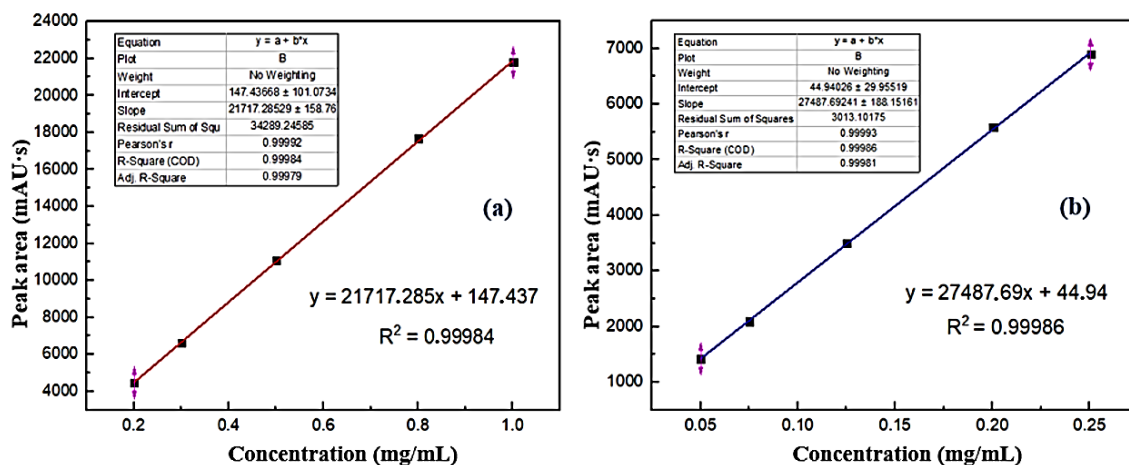 Equation y = a + b*x
Plot B
Weight No Weighting
Intercept 147.43668 ± 101.0734
Slope 21717.28529 ± 158.76
Residual Sum of Squ 34289.24585
Pearson's r 0.99992
R-Square (COD) 0.99984
Adj. R-Square 0.99979
(a)
y = 21717.285x + 147.437
R² = 0.99984
24000
22000
20000
18000
16000
14000
12000
10000
8000
6000
4000
Peak area (mAU·s)
0.2 0.3 0.4 0.6 0.8 1.0
Concentration (mg/mL)
Equation y = a + b*x
Plot B
Weight No Weighting
Intercept 44.94026 ± 29.95519
Slope 27487.69241 ± 188.15161
Residual Sum of Squares 3013.10175
Pearson's r 0.99993
R-Square (COD) 0.99986
Adj. R-Square 0.99981
(b)
y = 27487.69x + 44.94
R² = 0.99986
7000
6000
5000
4000
3000
2000
1000
Peak area (mAU·s)
0.05 0.10 0.15 0.20 0.25
Concentration (mg/mL)